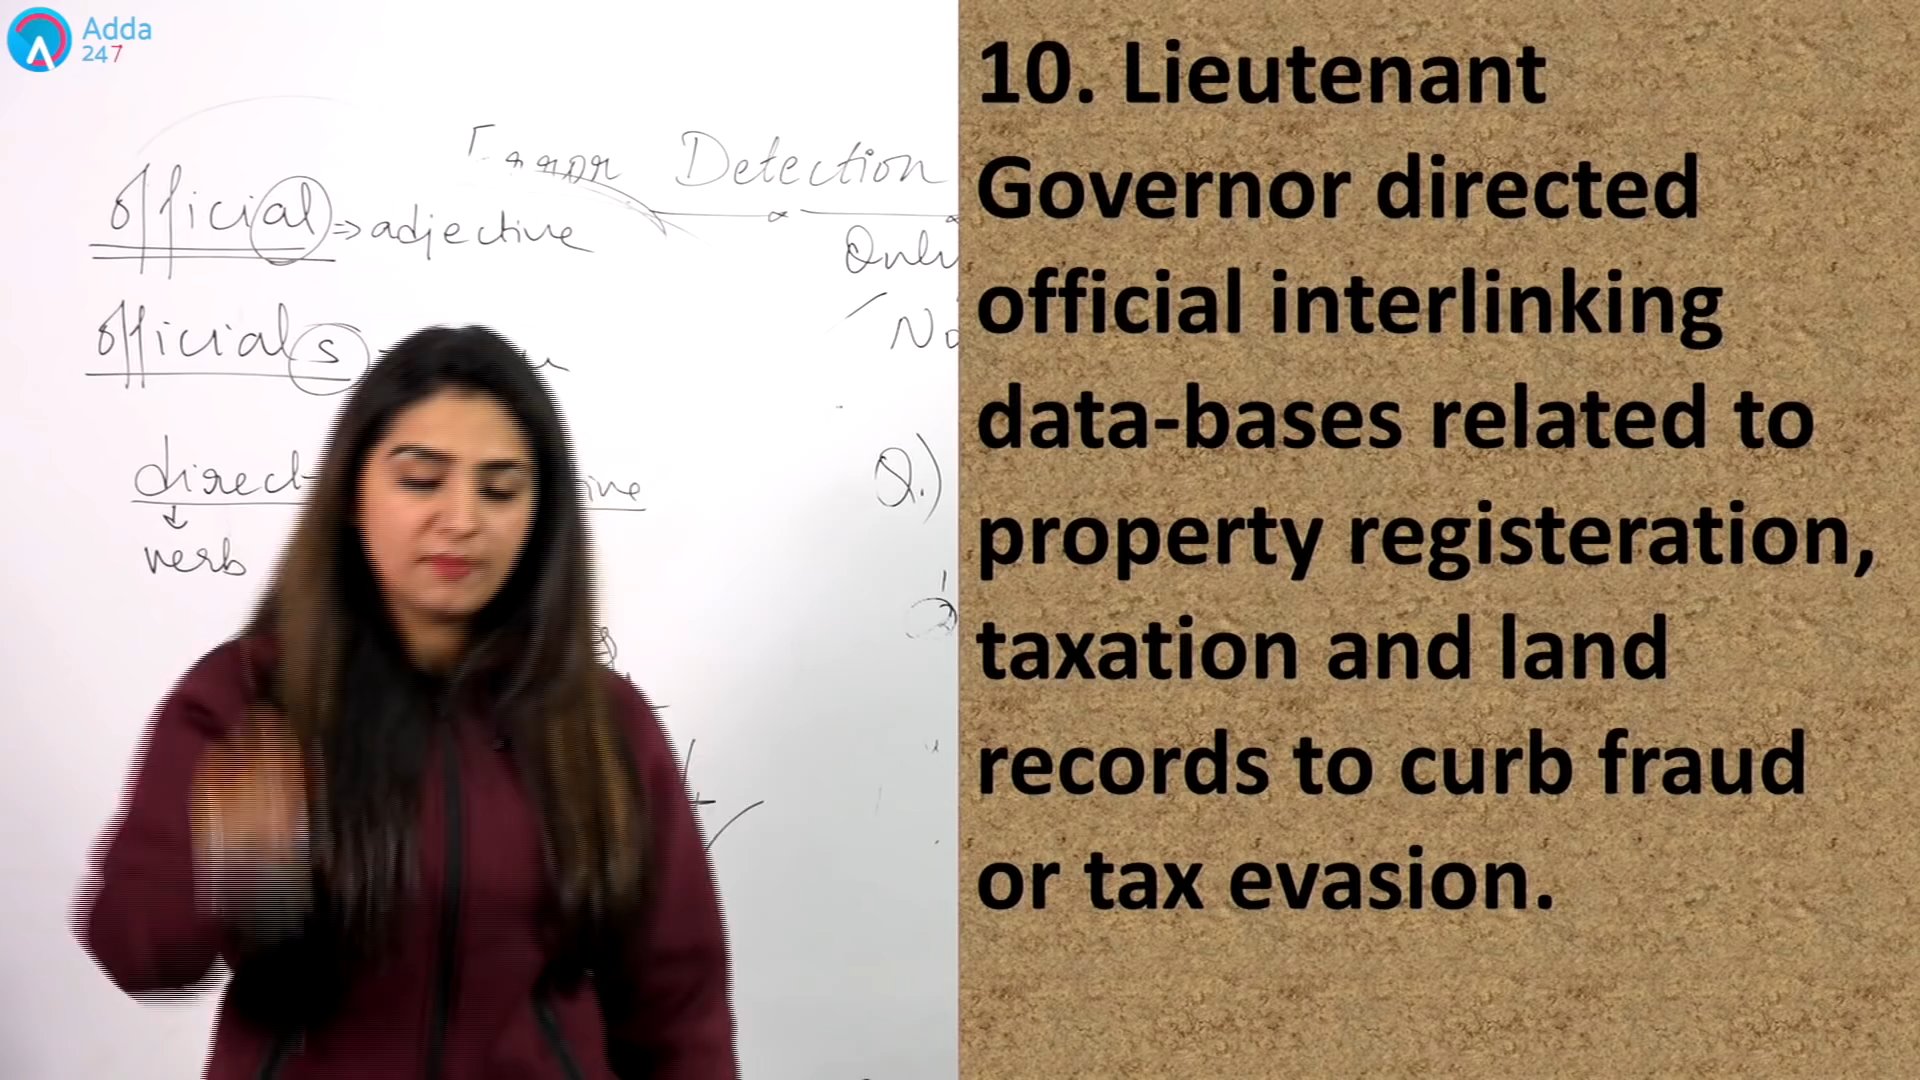 Adda
247
Error Detection
official => adjective
officials
direct
verb
Q.)
10. Lieutenant
Governor directed
official interlinking
data-bases related to
property registeration,
taxation and land
records to curb fraud
or tax evasion.